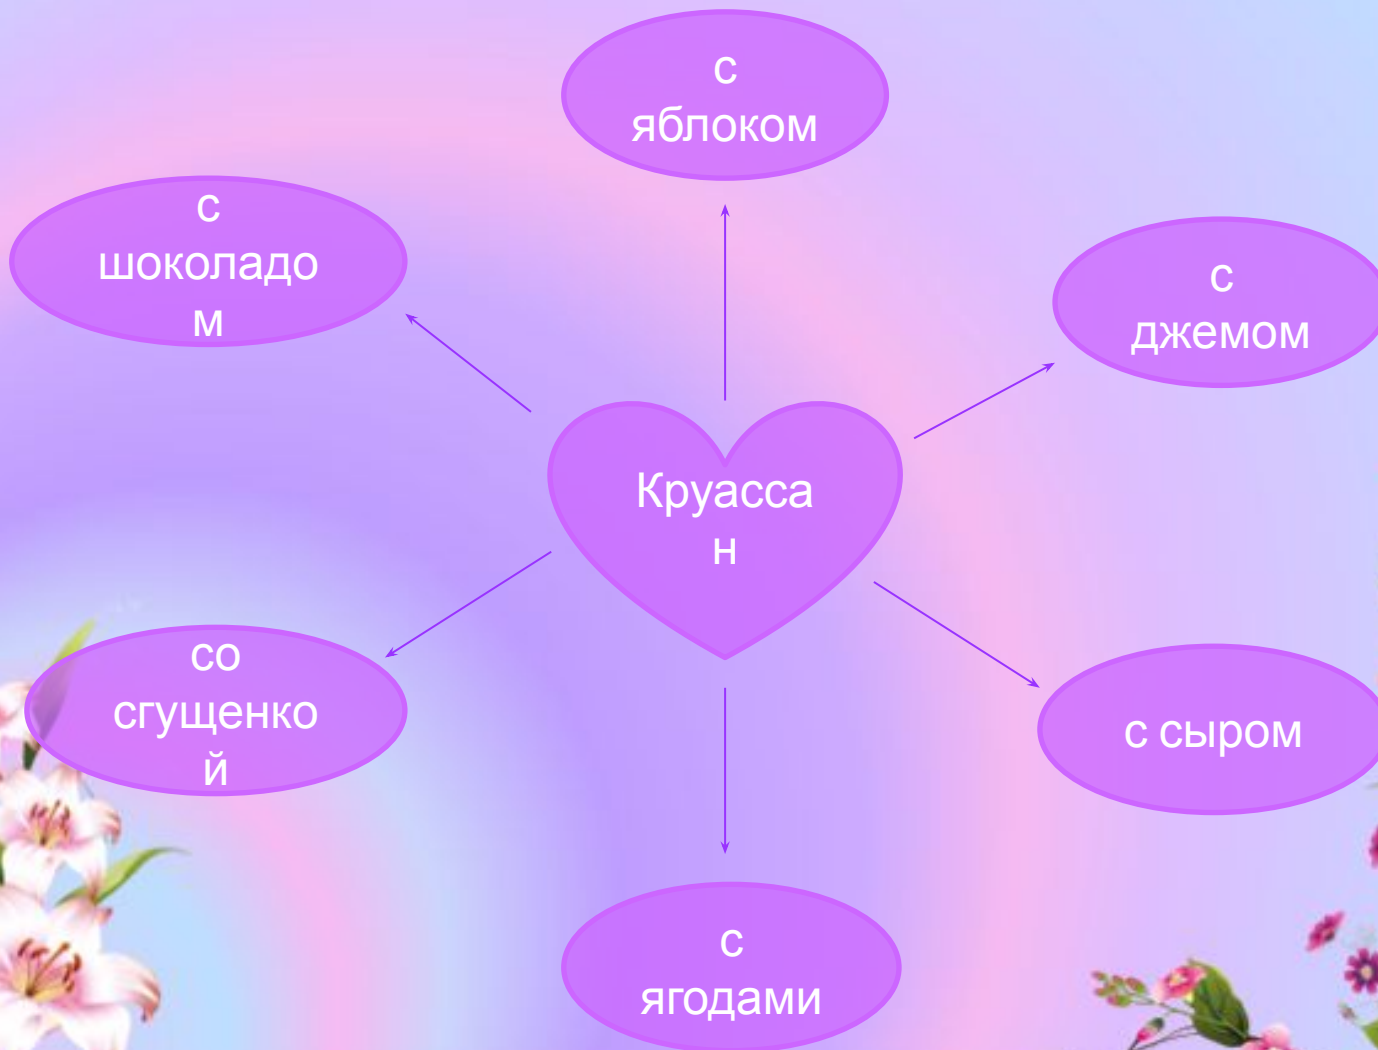 с
яблоком
с
шоколадо
м
с
джемом
Круасса
н
со
сгущенко
й
с сыром
с
ягодами